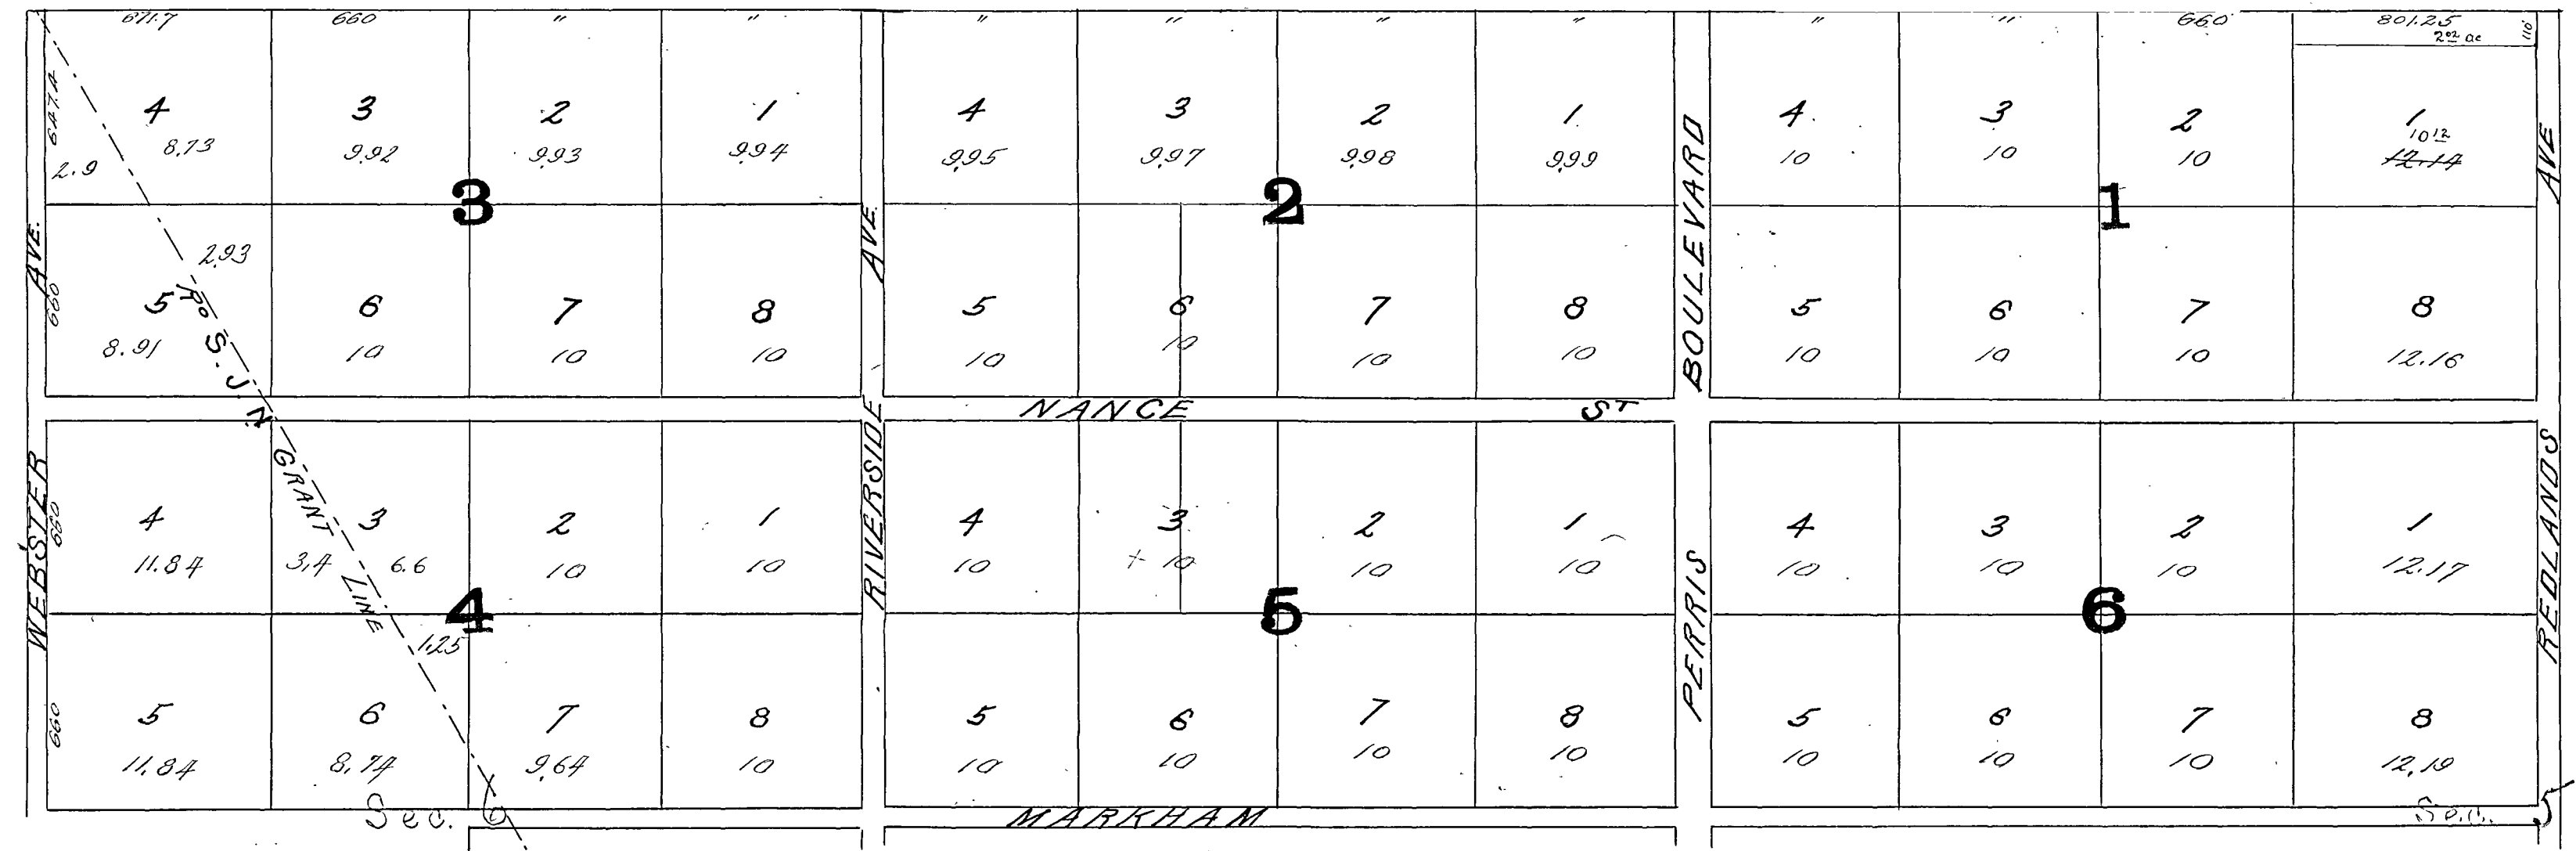 671.7 660 " " " " " " " " 660 801.25
2 02 ac 110
647.4
4 3 2 1 4 3 2 1 4 3 2 1
10 12
8.73 9.92 9.93 9.94 9.95 9.97 9.98 9.99 10 10 10 12.14
2.9
3 2 1
2.93
660
5 6 7 8 5 6 7 8 5 6 7 8
8.91 10 10 10 10 10 10 10 10 10 10 12.16
Ro S. J N GRANT LINE
NANCE ST
WEBSTER AVE.
RIVERSIDE AVE.
PERRIS BOULEVARD
REDLANDS AVE
660
4 3 2 1 4 3 2 1 4 3 2 1
11.84 3.4 6.6 10 10 10 + 10 10 10 10 10 10 12.17
4 5 6
1.25
660
5 6 7 8 5 6 7 8 5 6 7 8
11.84 8.74 9.64 10 10 10 10 10 10 10 10 12.19
Sec. 6 MARKHAM Sec. 5